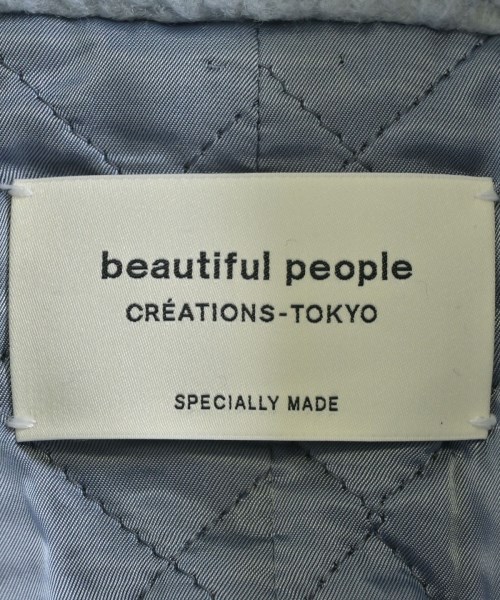 beautiful people
CRÉATIONS-TOKYO
SPECIALLY MADE